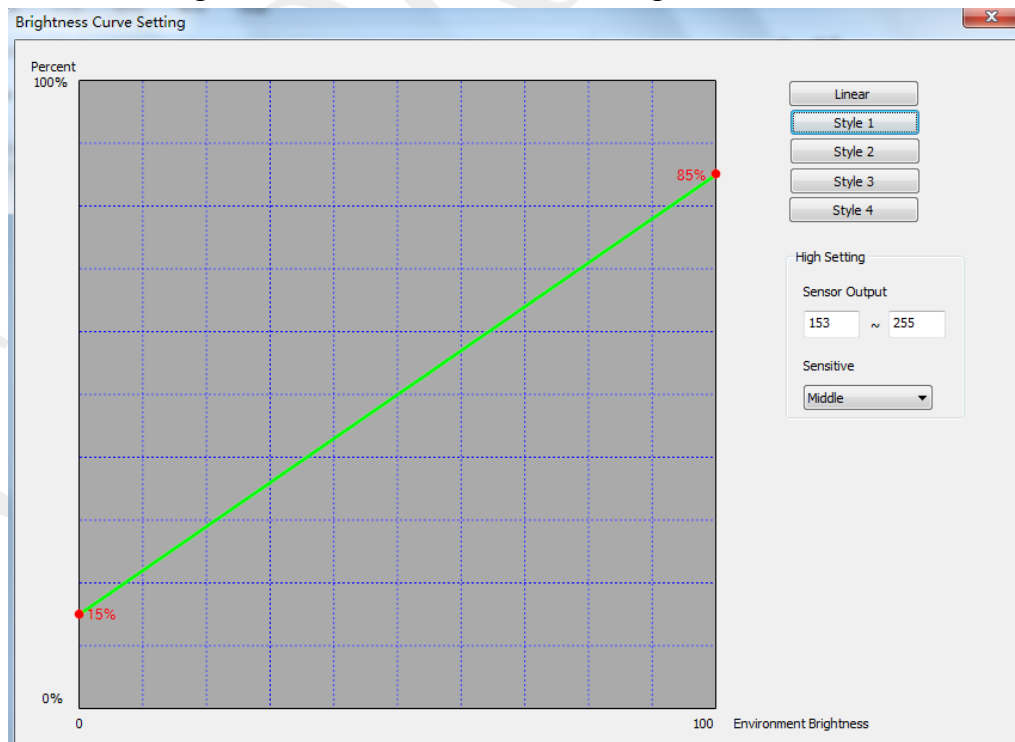 Brightness Curve Setting
Percent
100%
85%
15%
0%
0
100
Environment Brightness
Linear
Style 1
Style 2
Style 3
Style 4
High Setting
Sensor Output
153 ~ 255
Sensitive
Middle